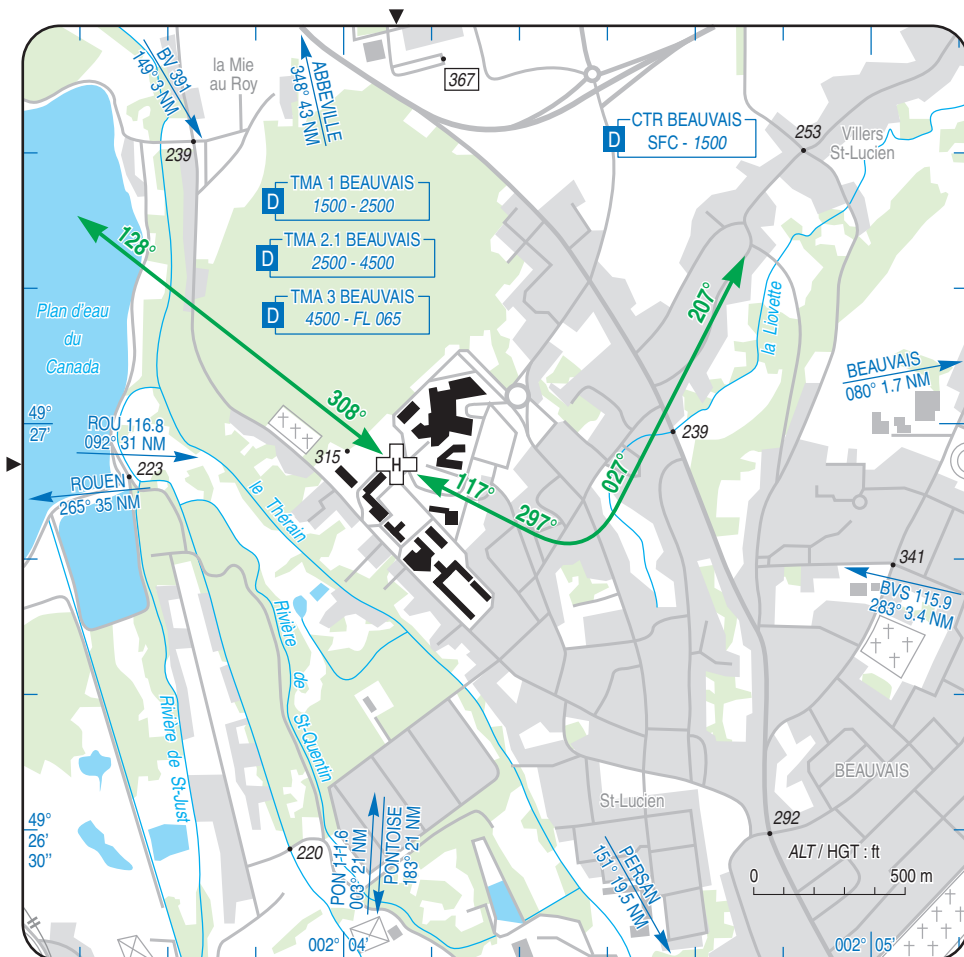 BV 391
149° 3 NM
la Mie
au Roy
ABBEVILLE
348° 43 NM
367
CTR BEAUVAIS
D
SFC - 1500
253
Villers
St-Lucien
239
TMA 1 BEAUVAIS
D
1500 - 2500
TMA 2.1 BEAUVAIS
D
2500 - 4500
TMA 3 BEAUVAIS
D
4500 - FL 065
128°
207°
la Liovette
Plan d'eau
du
Canada
BEAUVAIS
080° 1.7 NM
308°
49°
27'
ROU 116.8
092° 31 NM
239
315
H
223
ROUEN
265° 35 NM
117°
297°
027°
le Thérain
341
BVS 115.9
283° 3.4 NM
Rivière
de
St-Quentin
Rivière de St-Just
BEAUVAIS
St-Lucien
49°
26'
30"
292
220
PON 111.6
003° 21 NM
PONTOISE
183° 21 NM
PERSAN
151° 19.5 NM
ALT / HGT : ft
0 500 m
002° 04'
002° 05'